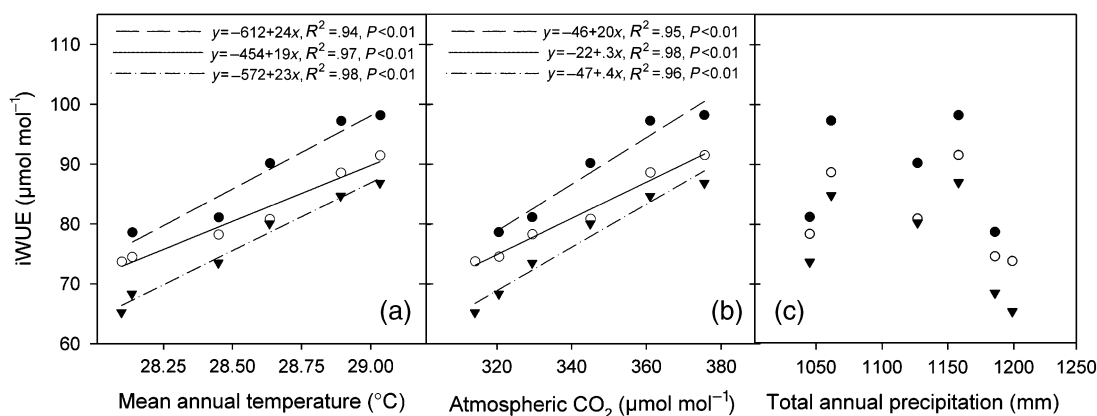 y=–612+24x, R² =.94, P<0.01
y=–454+19x, R² =.97, P<0.01
y=–572+23x, R² =.98, P<0.01
y=–46+20x, R² =.95, P<0.01
y=–22+.3x, R² =.98, P<0.01
y=–47+.4x, R² =.96, P<0.01
110
100
90
80
70
60
iWUE (µmol mol⁻¹)
(a)
(b)
(c)
28.25 28.50 28.75 29.00
320 340 360 380
1050 1100 1150 1200 1250
Mean annual temperature (°C)
Atmospheric CO₂ (µmol mol⁻¹)
Total annual precipitation (mm)